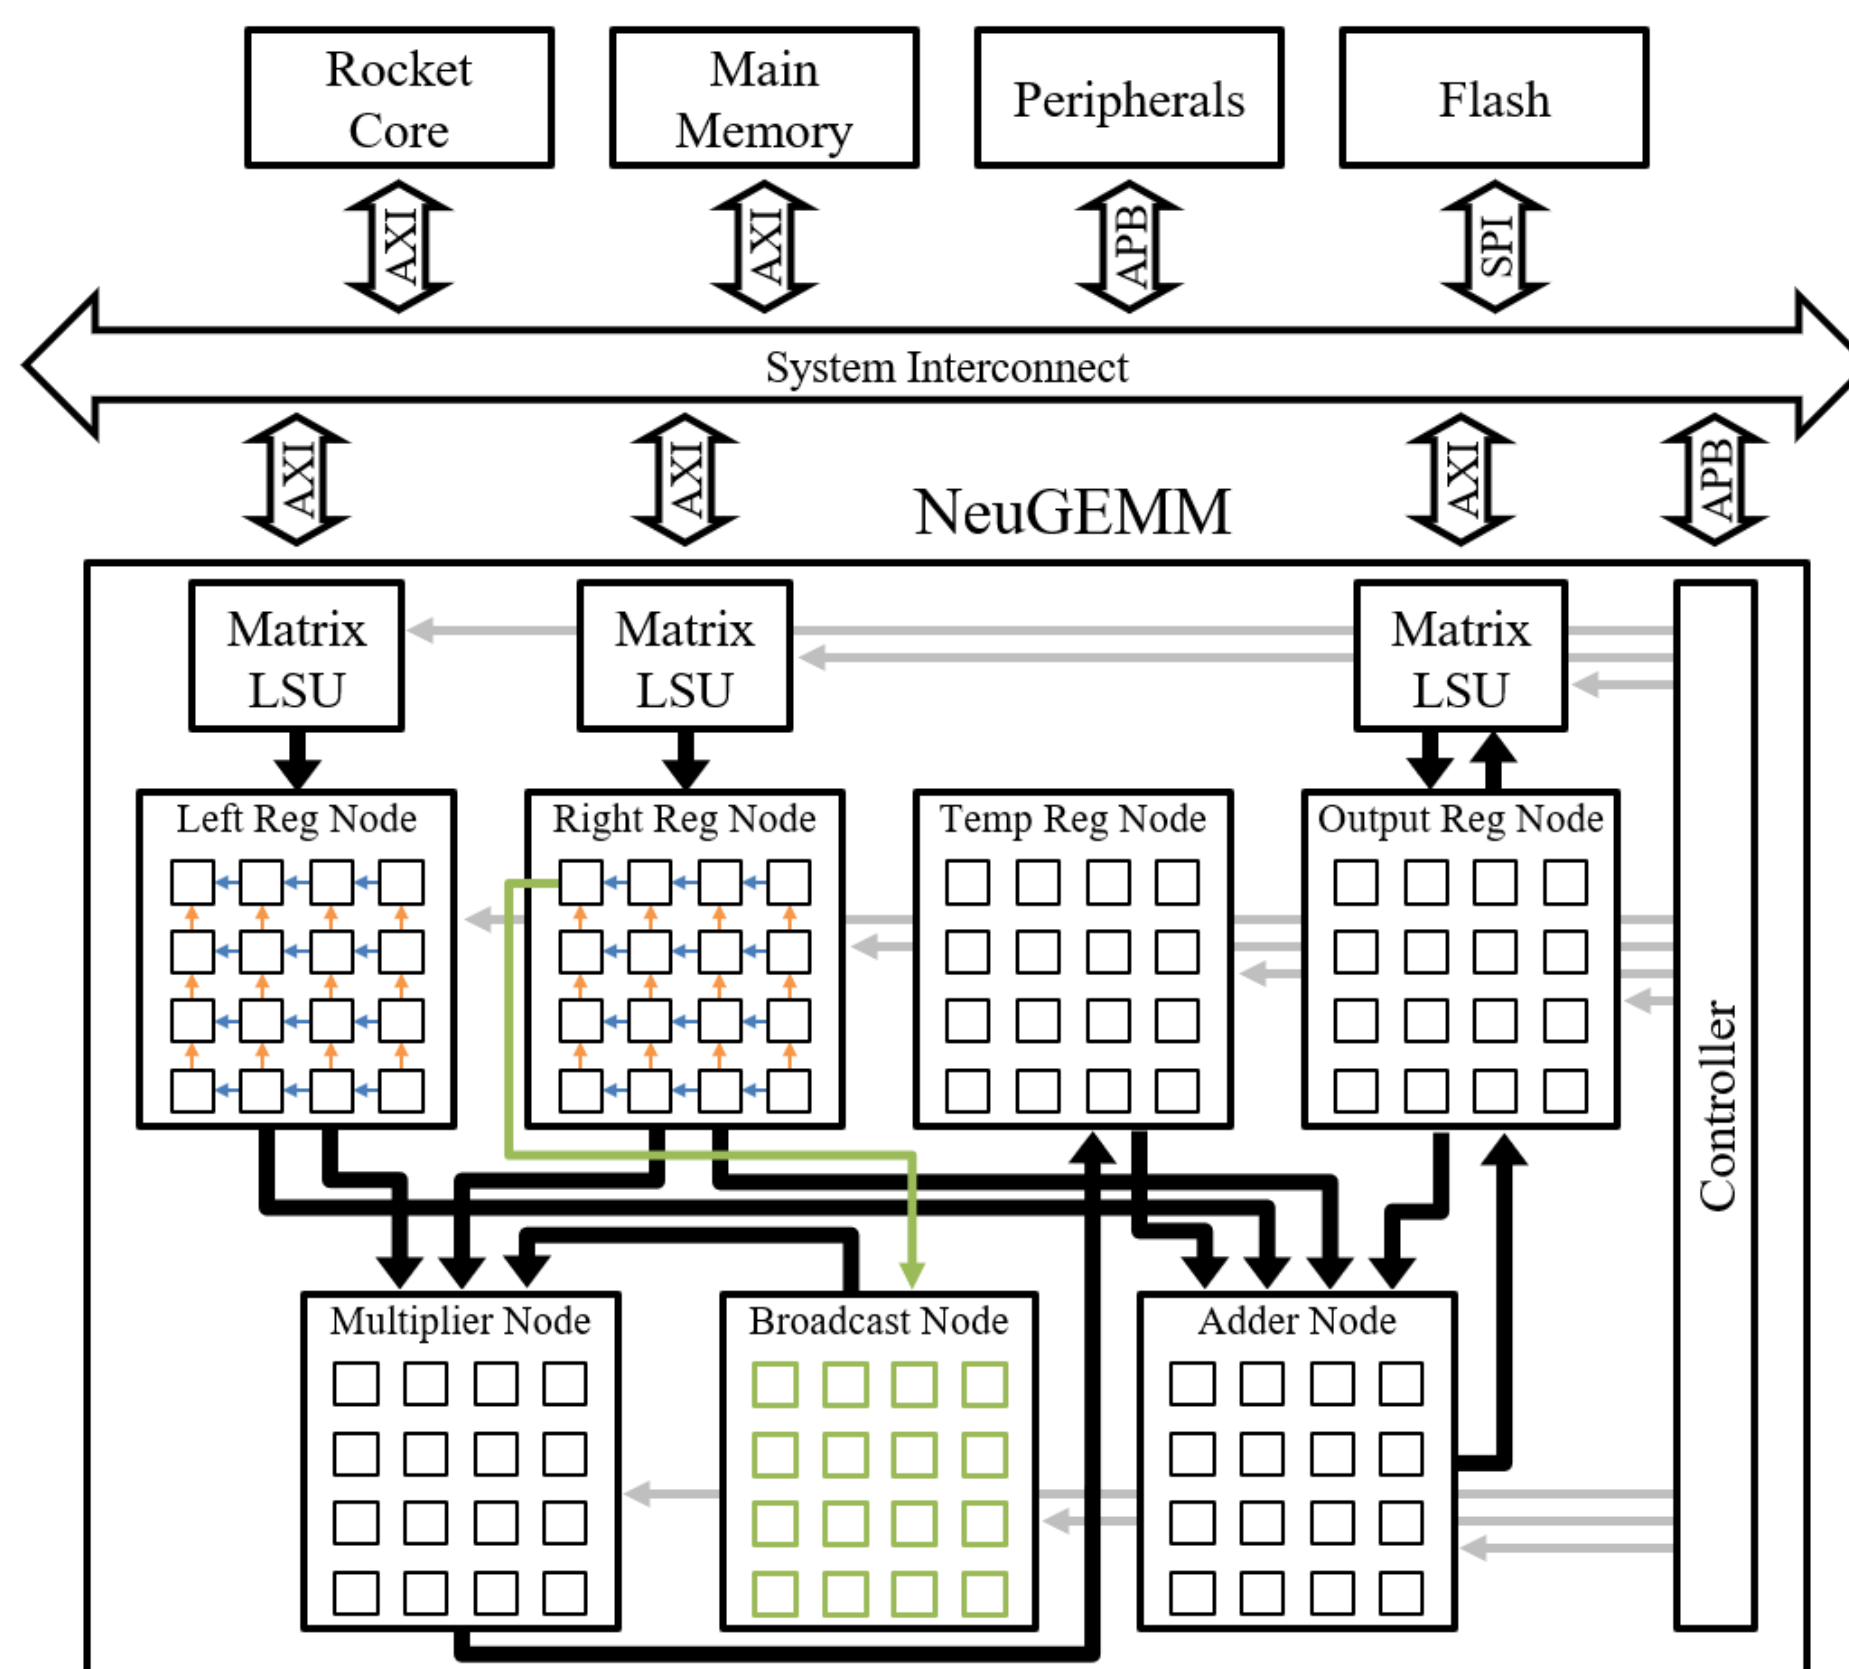 Rocket
Core
Main
Memory
Peripherals
Flash
AXI
AXI
APB
SPI
System Interconnect
AXI
AXI
AXI
APB
NeuGEMM
Matrix
LSU
Matrix
LSU
Matrix
LSU
Left Reg Node
Right Reg Node
Temp Reg Node
Output Reg Node
Controller
Multiplier Node
Broadcast Node
Adder Node